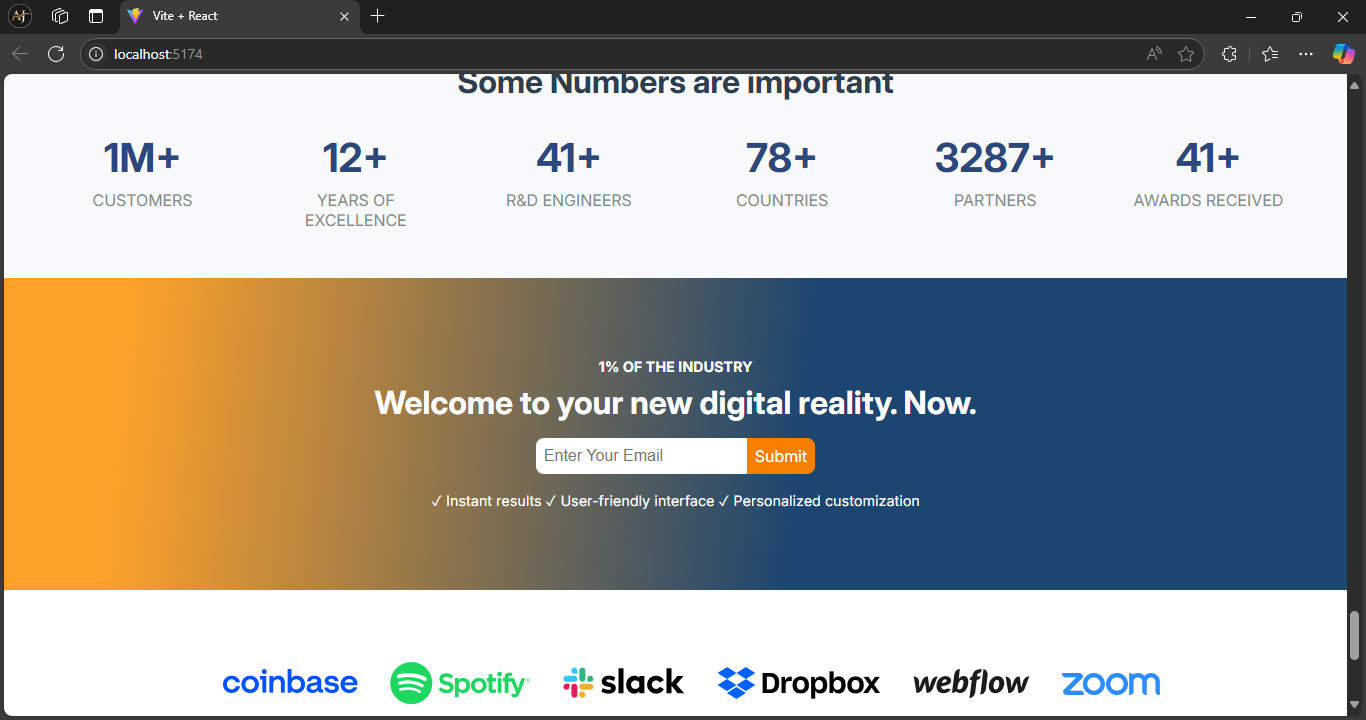 Vite + React
localhost:5174
Some Numbers are important
1M+ 12+ 41+ 78+ 3287+ 41+
CUSTOMERS YEARS OF R&D ENGINEERS COUNTRIES PARTNERS AWARDS RECEIVED
EXCELLENCE
1% OF THE INDUSTRY
Welcome to your new digital reality. Now.
Enter Your Email Submit
✓ Instant results ✓ User-friendly interface ✓ Personalized customization
coinbase Spotify slack Dropbox webflow zoom